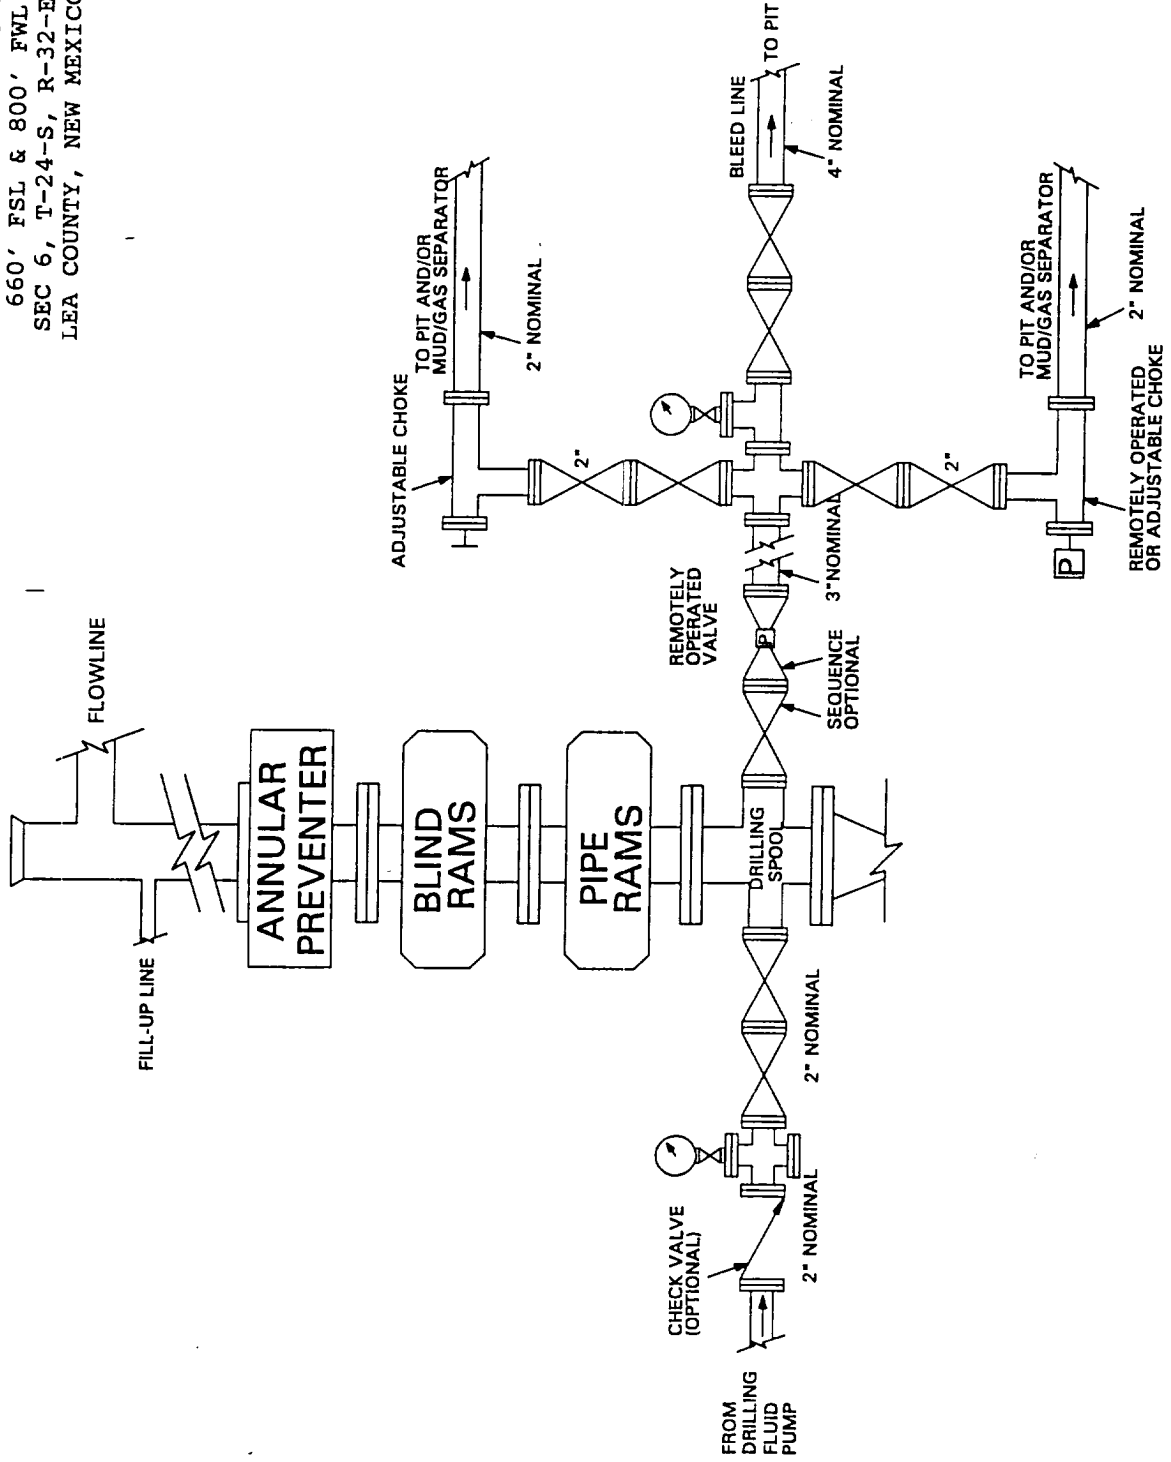 660' FSL & 800' FWL
SEC 6, T-24-S, R-32-E
LEA COUNTY, NEW MEXICO
FLOWLINE
FILL-UP LINE
ANNULAR
PREVENTER
BLIND
RAMS
PIPE
RAMS
DRILLING
SPOOL
ADJUSTABLE CHOKE
TO PIT AND/OR
MUD/GAS SEPARATOR
2" NOMINAL
2"
REMOTELY
OPERATED
VALVE
P
SEQUENCE
OPTIONAL
3"NOMINAL
BLEED LINE
TO PIT
4" NOMINAL
2"
TO PIT AND/OR
MUD/GAS SEPARATOR
2" NOMINAL
P
REMOTELY OPERATED
OR ADJUSTABLE CHOKE
2" NOMINAL
CHECK VALVE
(OPTIONAL)
2" NOMINAL
FROM
DRILLING
FLUID
PUMP